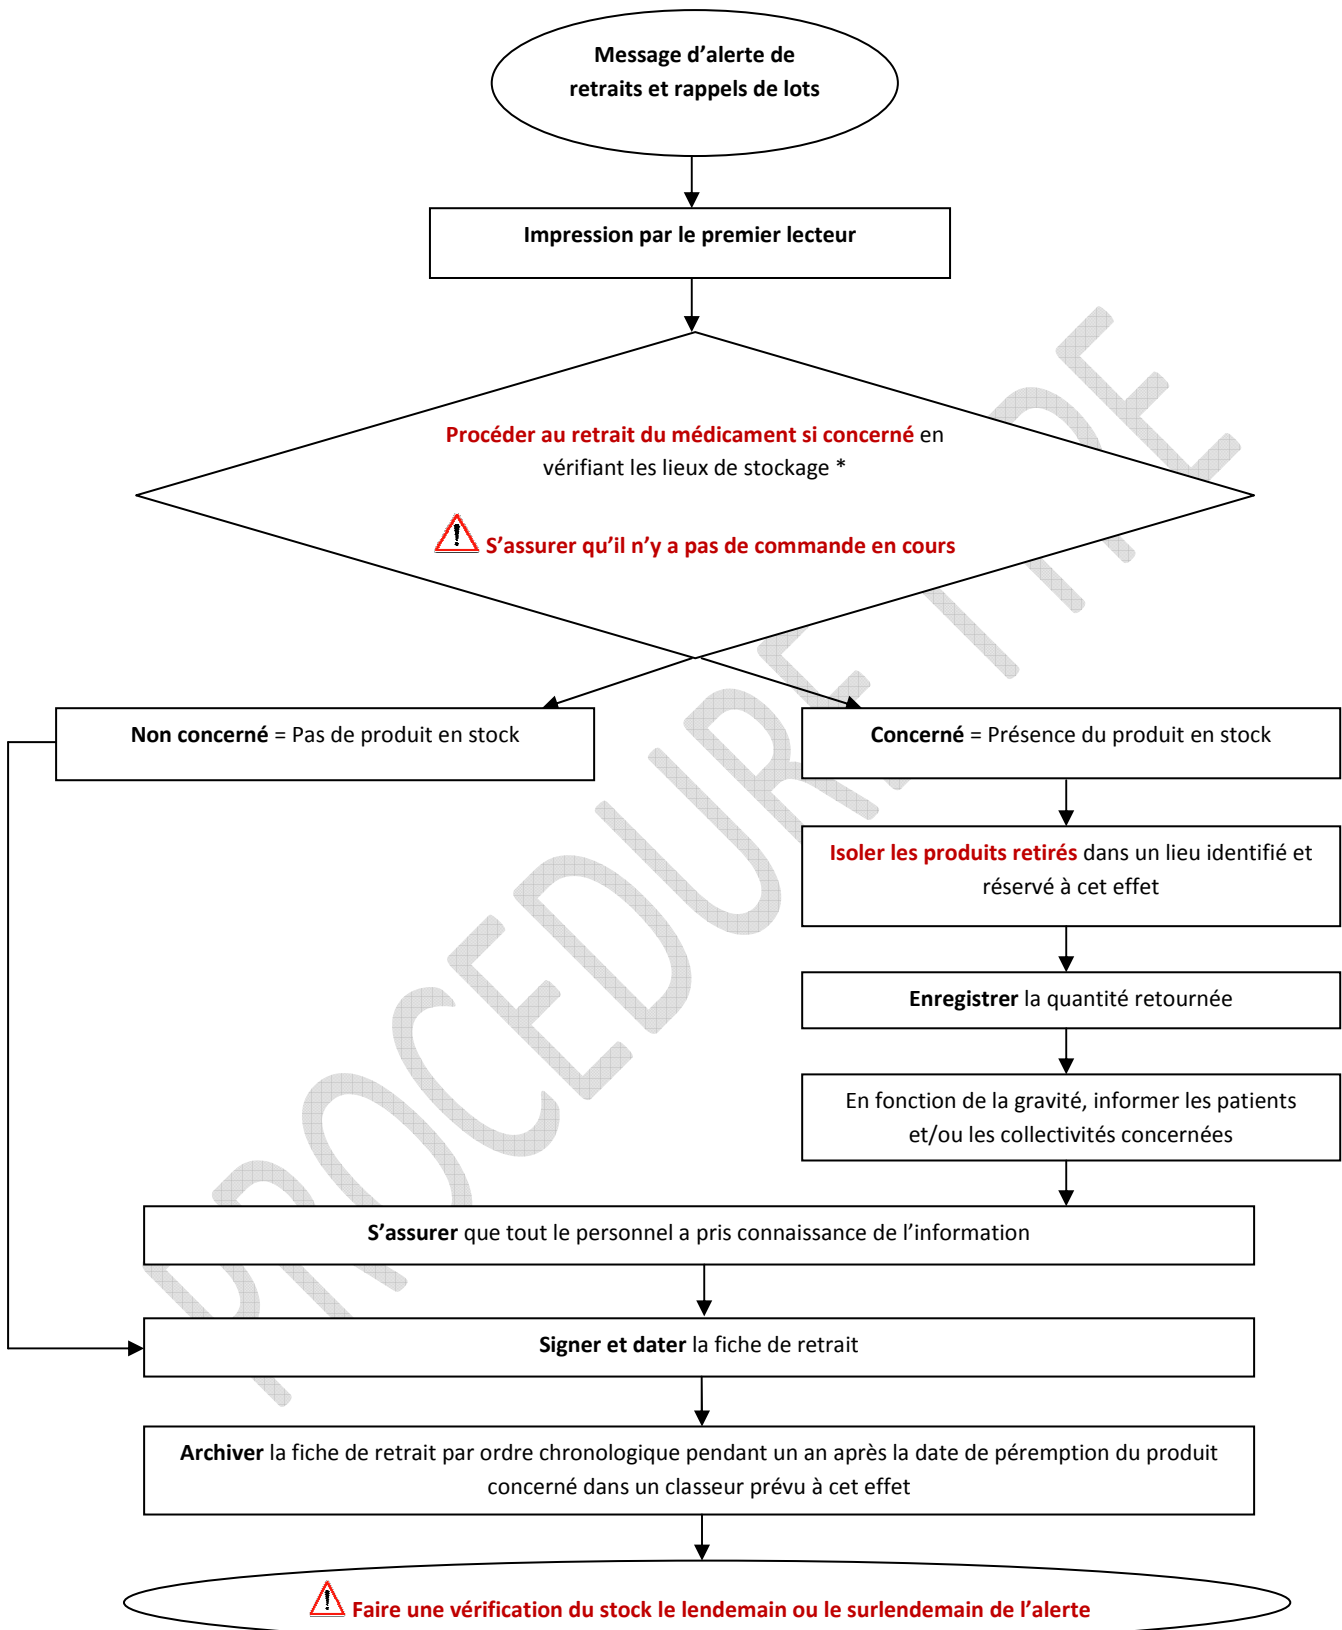 Message d’alerte de
retraits et rappels de lots
Impression par le premier lecteur
Procéder au retrait du médicament si concerné en
vérifiant les lieux de stockage *
S’assurer qu’il n’y a pas de commande en cours
Non concerné = Pas de produit en stock
Concerné = Présence du produit en stock
Isoler les produits retirés dans un lieu identifié et
réservé à cet effet
Enregistrer la quantité retournée
En fonction de la gravité, informer les patients
et/ou les collectivités concernées
S’assurer que tout le personnel a pris connaissance de l’information
Signer et dater la fiche de retrait
Archiver la fiche de retrait par ordre chronologique pendant un an après la date de péremption du produit
concerné dans un classeur prévu à cet effet
Faire une vérification du stock le lendemain ou le surlendemain de l’alerte
PROCEDURE TYPE